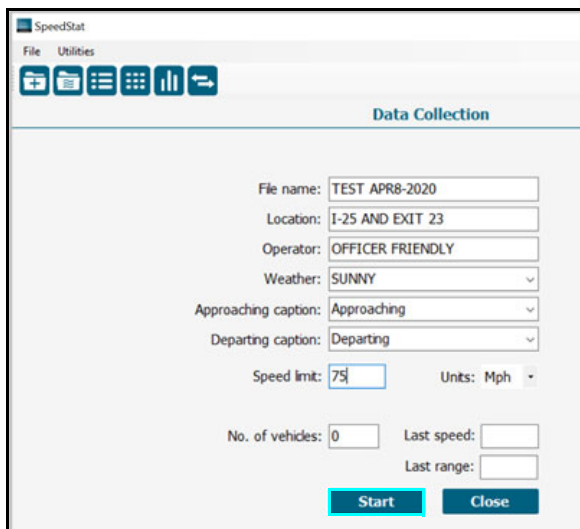 SpeedStat
File Utilities
Data Collection
File name: TEST APR8-2020
Location: I-25 AND EXIT 23
Operator: OFFICER FRIENDLY
Weather: SUNNY
Approaching caption: Approaching
Departing caption: Departing
Speed limit: 75 Units: Mph
No. of vehicles: 0 Last speed:
Last range:
Start Close